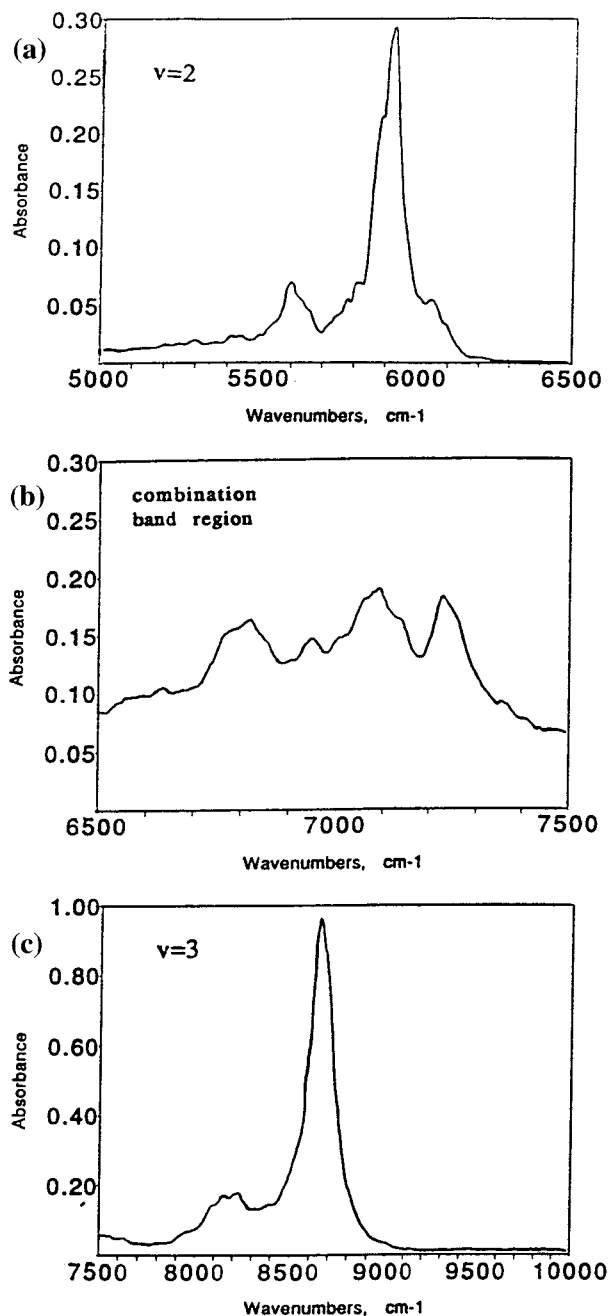 (a)
v=2
0.30
0.25
0.20
0.15
0.10
0.05
Absorbance
5000 5500 6000 6500
Wavenumbers, cm-1
(b)
combination
band region
0.30
0.25
0.20
0.15
0.10
0.05
Absorbance
6500 7000 7500
Wavenumbers, cm-1
(c)
v=3
1.00
0.80
0.60
0.40
0.20
Absorbance
7500 8000 8500 9000 9500 10000
Wavenumbers, cm-1